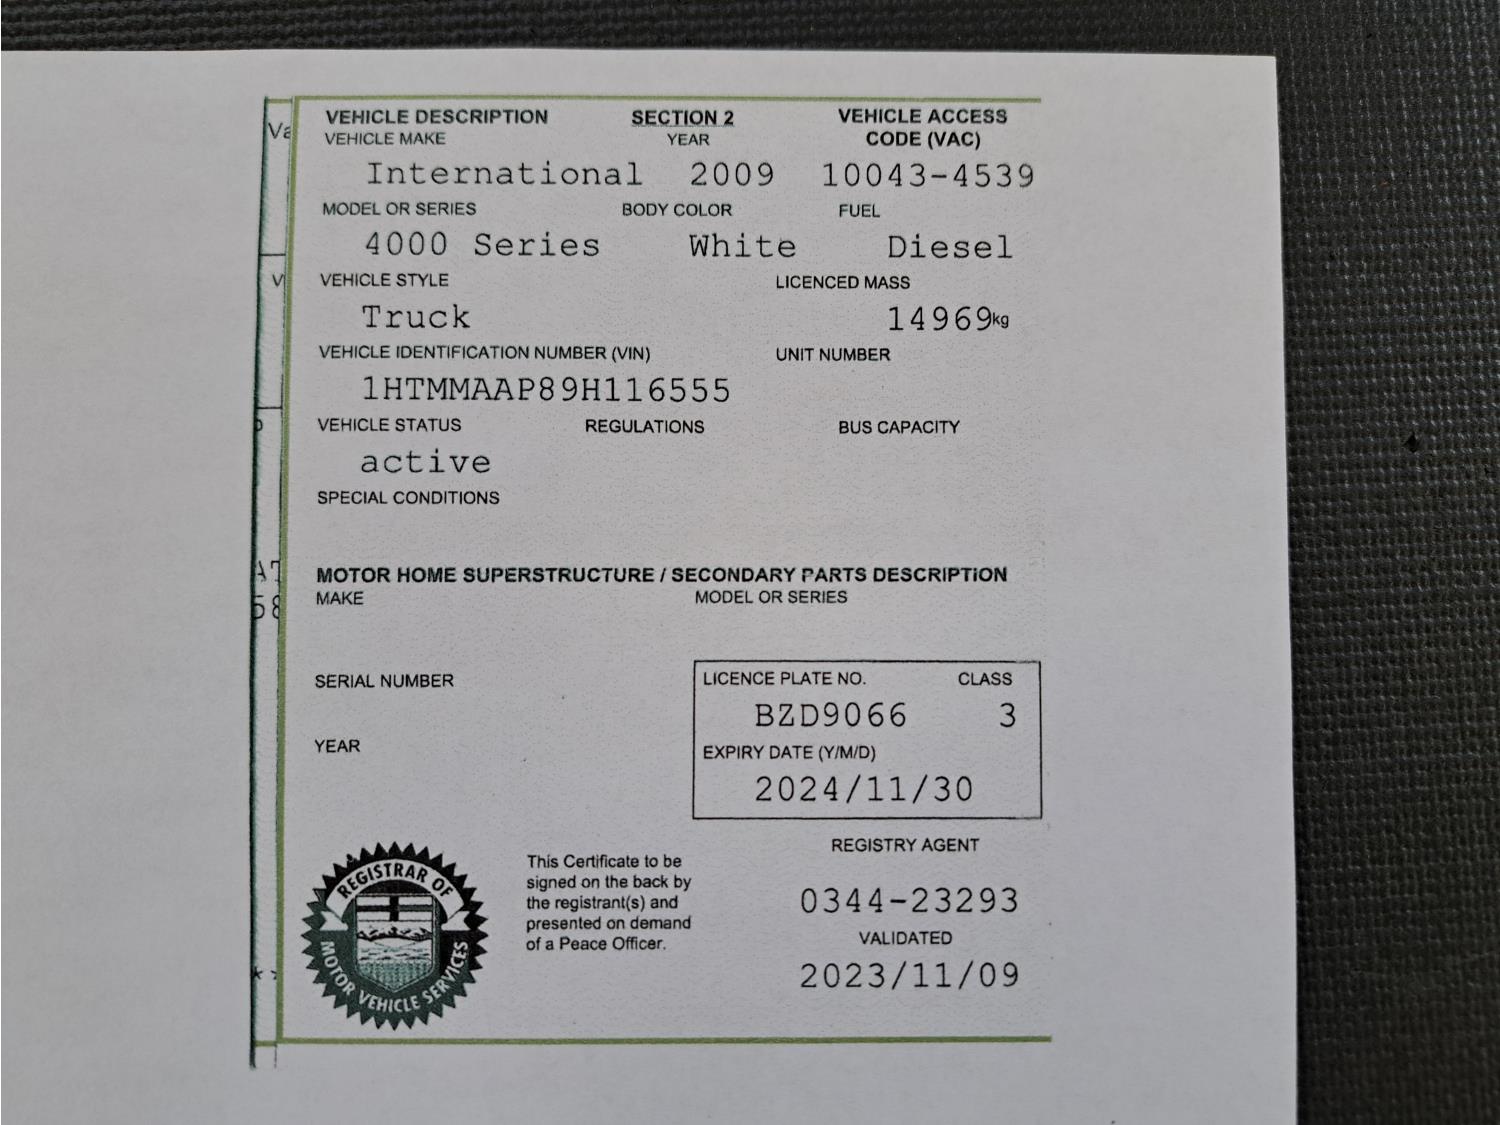 VEHICLE DESCRIPTION SECTION 2 VEHICLE ACCESS
VEHICLE MAKE YEAR CODE (VAC)
International 2009 10043-4539
MODEL OR SERIES BODY COLOR FUEL
4000 Series White Diesel
VEHICLE STYLE LICENCED MASS
Truck 14969kg
VEHICLE IDENTIFICATION NUMBER (VIN) UNIT NUMBER
1HTMMAAP89H116555
VEHICLE STATUS REGULATIONS BUS CAPACITY
active
SPECIAL CONDITIONS
MOTOR HOME SUPERSTRUCTURE / SECONDARY PARTS DESCRIPTION
MAKE MODEL OR SERIES
SERIAL NUMBER
YEAR
LICENCE PLATE NO. CLASS
BZD9066 3
EXPIRY DATE (Y/M/D)
2024/11/30
REGISTRAR OF
MOTOR VEHICLE SERVICES
This Certificate to be
signed on the back by
the registrant(s) and
presented on demand
of a Peace Officer.
REGISTRY AGENT
0344-23293
VALIDATED
2023/11/09